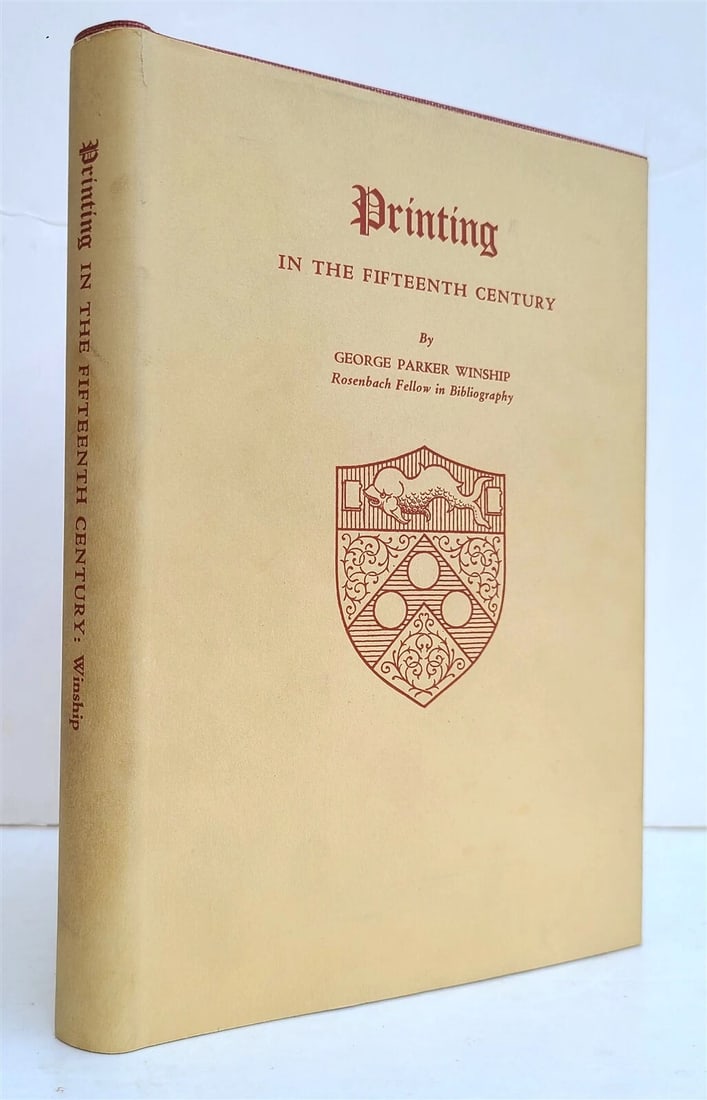 Printing IN THE FIFTEENTH CENTURY: Winship
Printing
IN THE FIFTEENTH CENTURY
By
GEORGE PARKER WINSHIP
Rosenbach Fellow in Bibliography